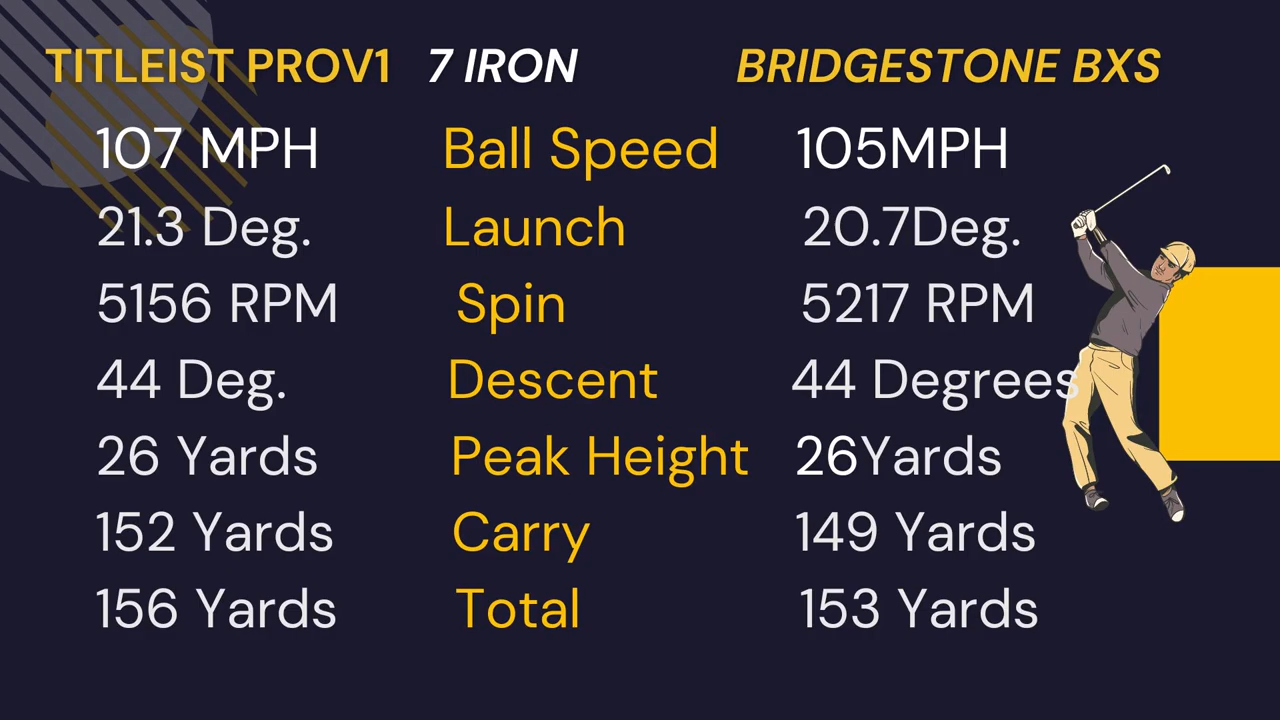 TITLEIST PROV1 7 IRON BRIDGESTONE BXS
107 MPH Ball Speed 105MPH
21.3 Deg. Launch 20.7Deg.
5156 RPM Spin 5217 RPM
44 Deg. Descent 44 Degrees
26 Yards Peak Height 26Yards
152 Yards Carry 149 Yards
156 Yards Total 153 Yards